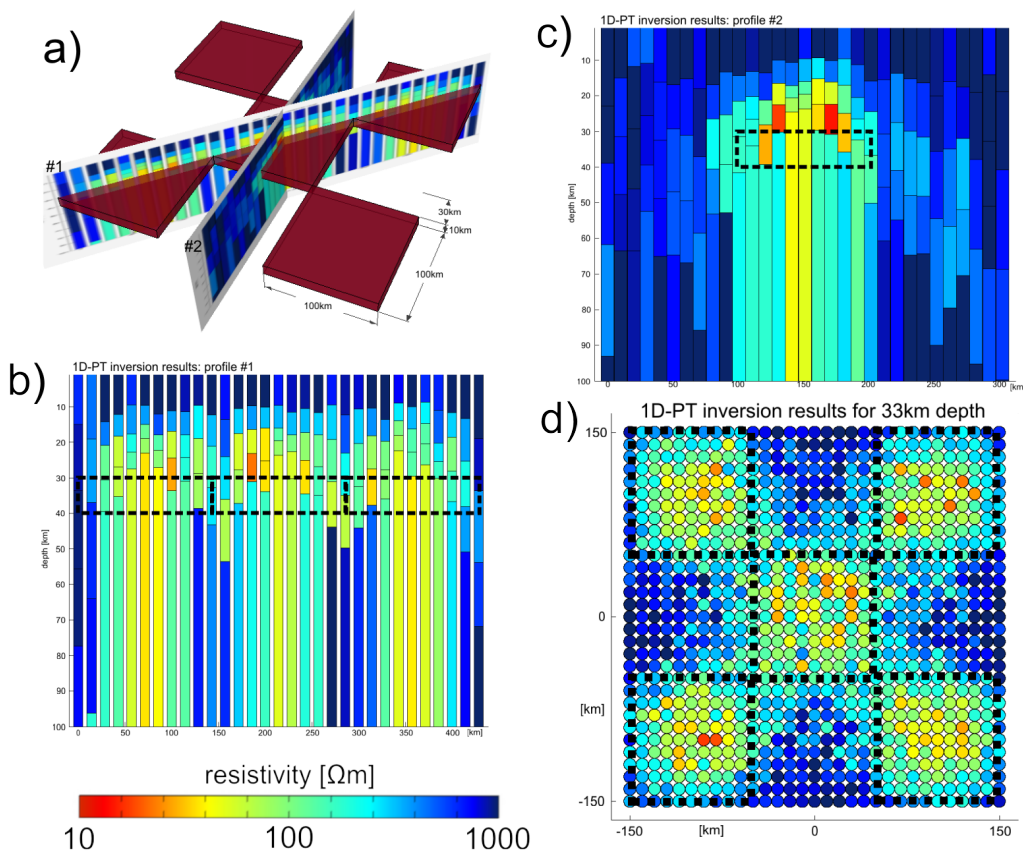 a)
#1
#2
30km
10km
100km
100km
b)
1D-PT inversion results: profile #1
10
20
30
40
50
60
70
80
90
100
depth [km]
0
50
100
150
200
250
300
350
400
[km]
resistivity [Ωm]
10
100
1000
c)
1D-PT inversion results: profile #2
10
20
30
40
50
60
70
80
90
100
depth [km]
0
50
100
150
200
250
300
[km
d)
1D-PT inversion results for 33km depth
150
0
[km]
-150
-150
[km]
0
150